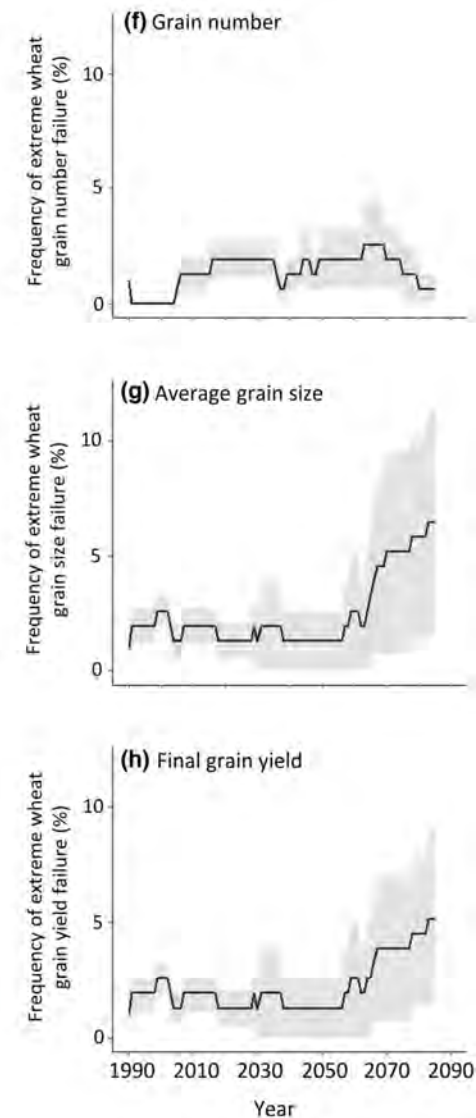 (f) Grain number
Frequency of extreme wheat
grain number failure (%)
10
5
0
(g) Average grain size
Frequency of extreme wheat
grain size failure (%)
10
5
0
(h) Final grain yield
Frequency of extreme wheat
grain yield failure (%)
10
5
0
1990 2010 2030 2050 2070 2090
Year